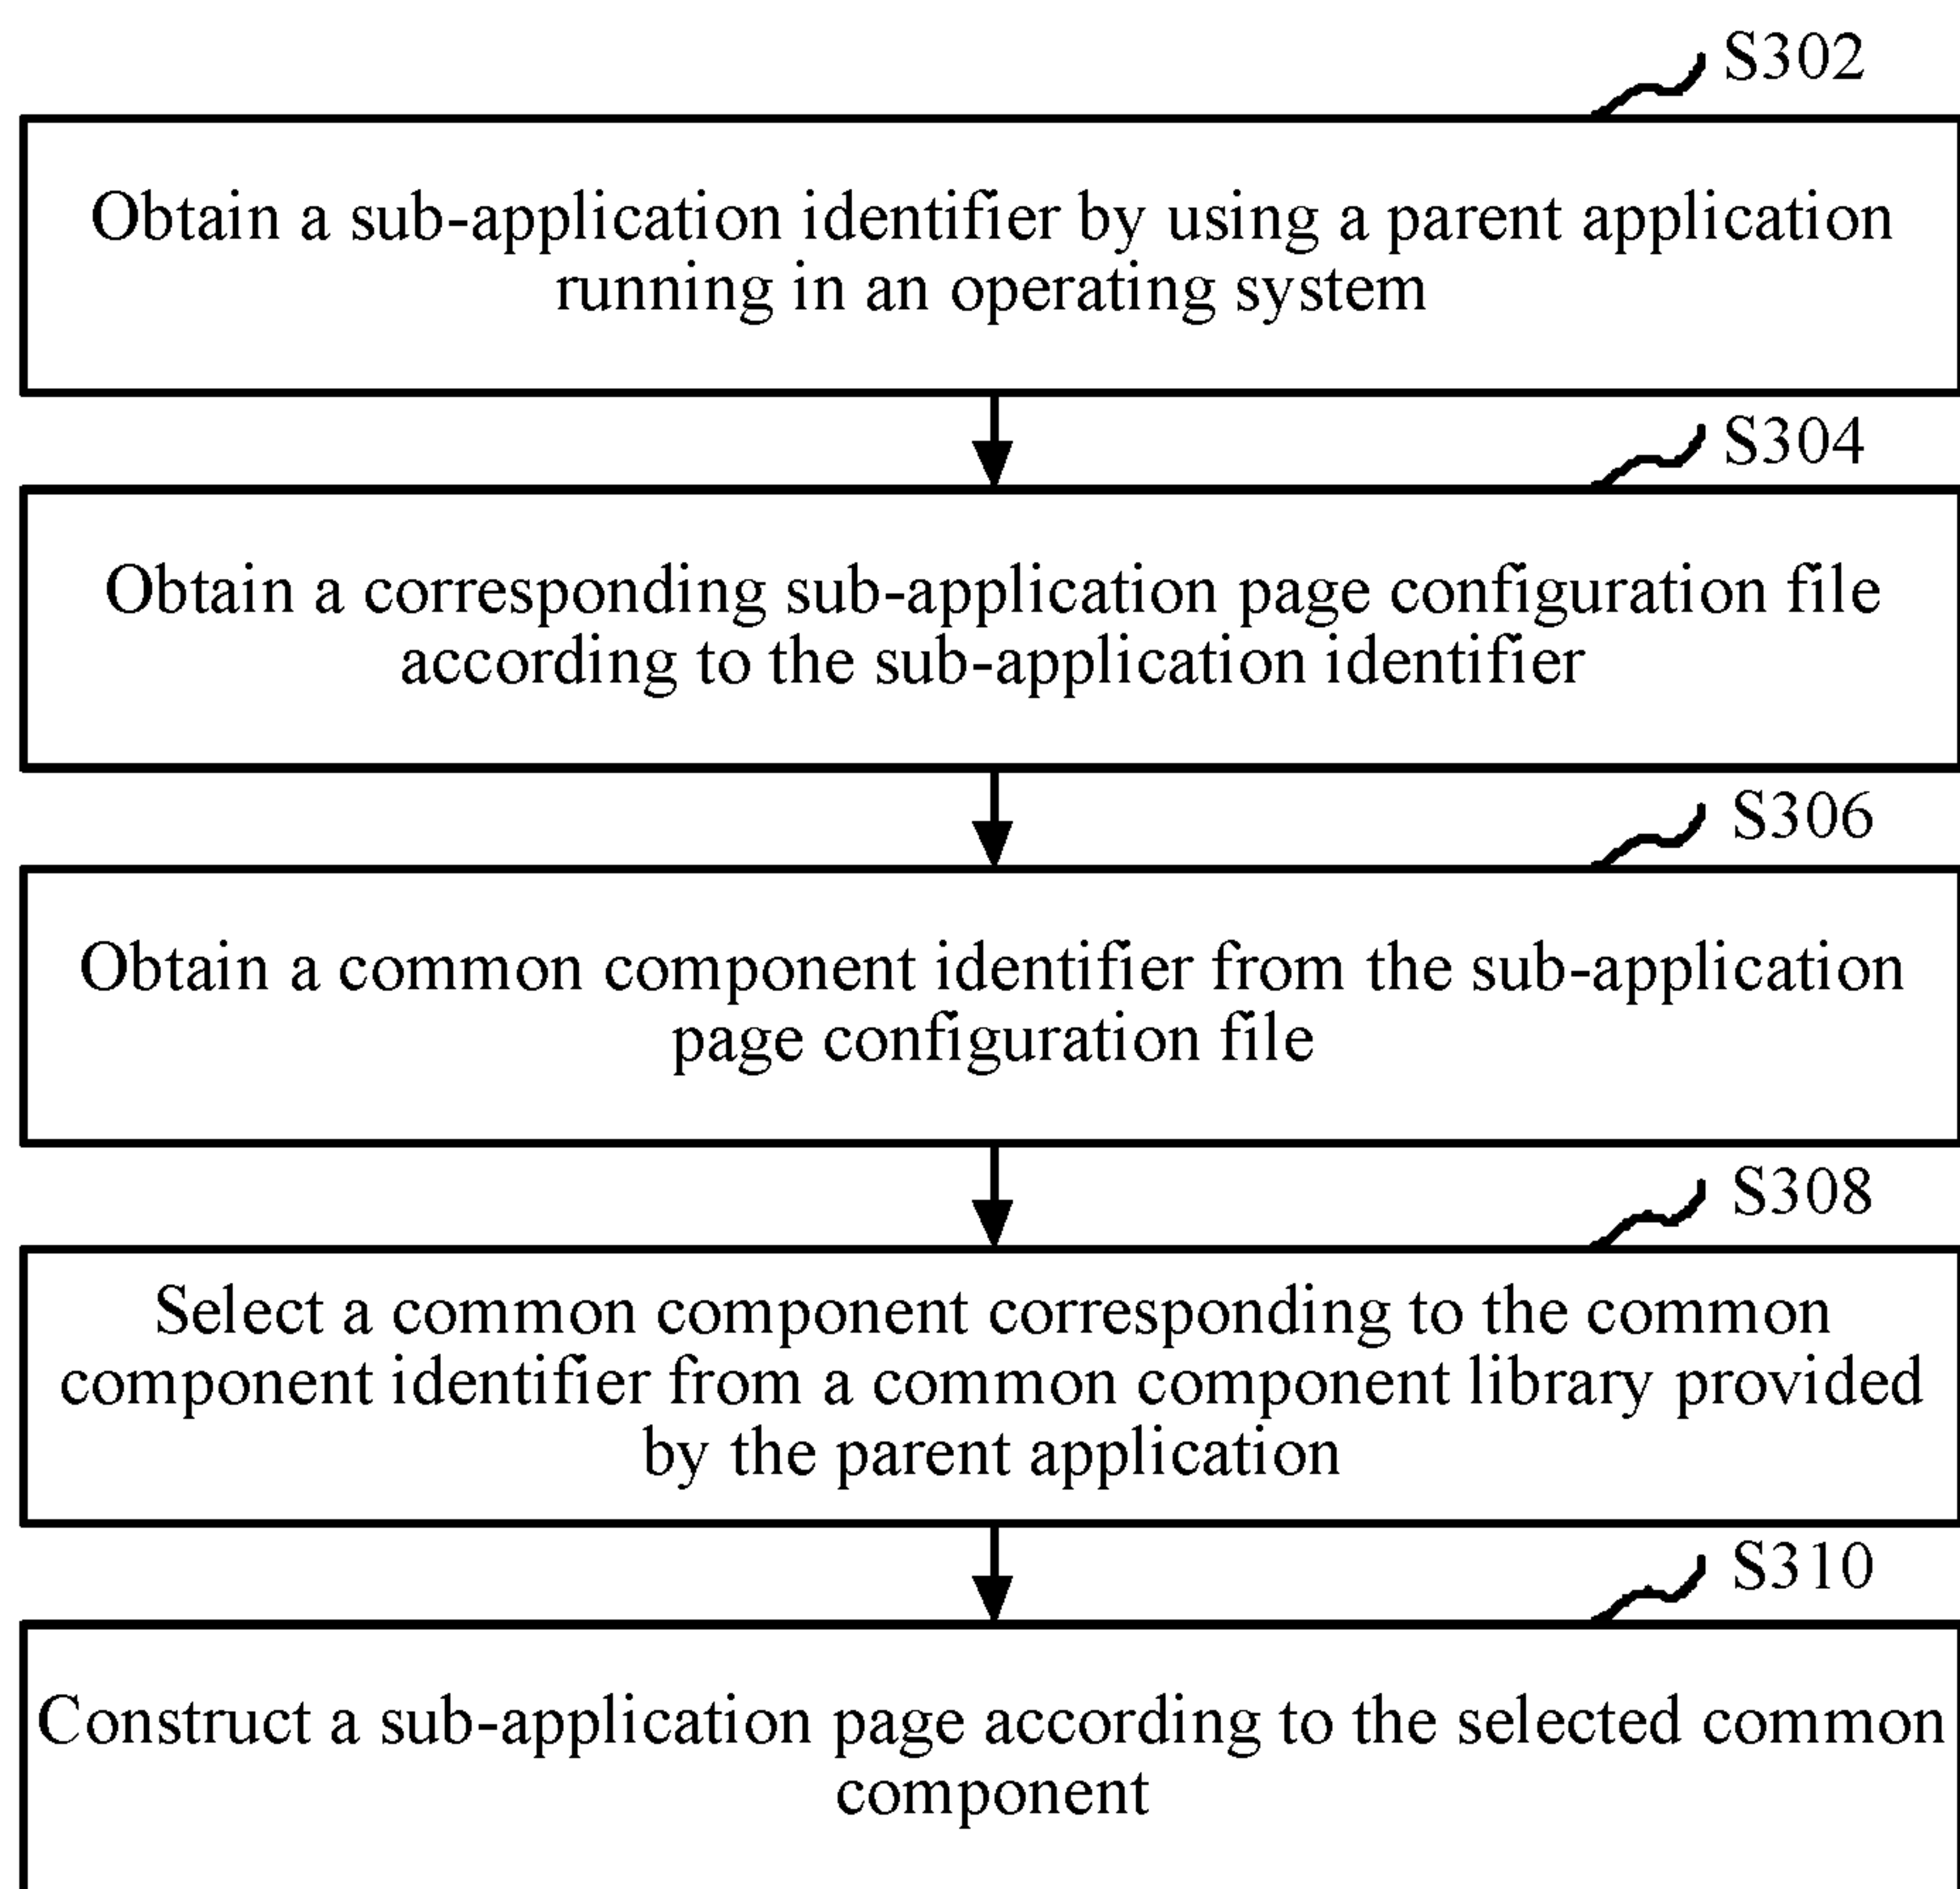 S302
Obtain a sub-application identifier by using a parent application
running in an operating system
S304
Obtain a corresponding sub-application page configuration file
according to the sub-application identifier
S306
Obtain a common component identifier from the sub-application
page configuration file
S308
Select a common component corresponding to the common
component identifier from a common component library provided
by the parent application
S310
Construct a sub-application page according to the selected common
component